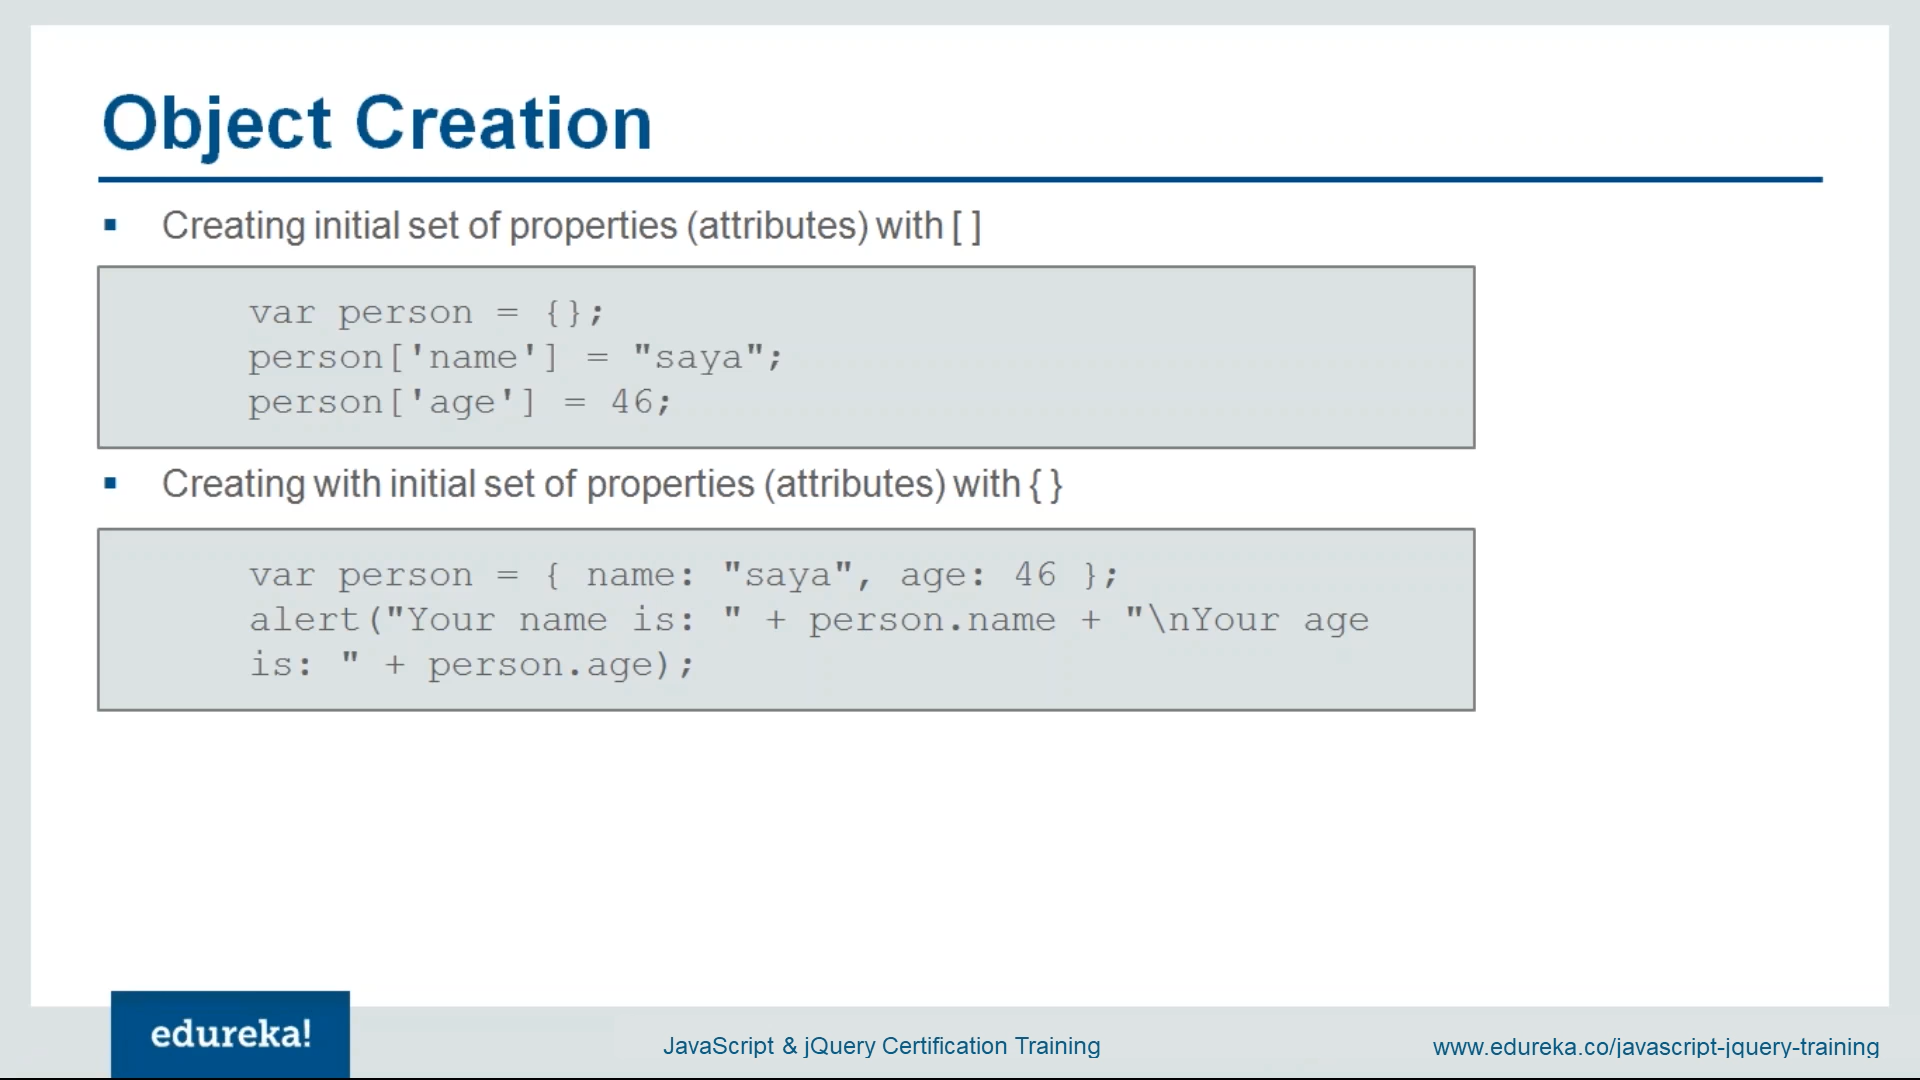 Object Creation
Creating initial set of properties (attributes) with [ ]
var person = {};
person['name'] = "saya";
person['age'] = 46;
Creating with initial set of properties (attributes) with { }
var person = { name: "saya", age: 46 };
alert("Your name is: " + person.name + "\nYour age
is: " + person.age);
edureka!
JavaScript & jQuery Certification Training
www.edureka.co/javascript-jquery-training